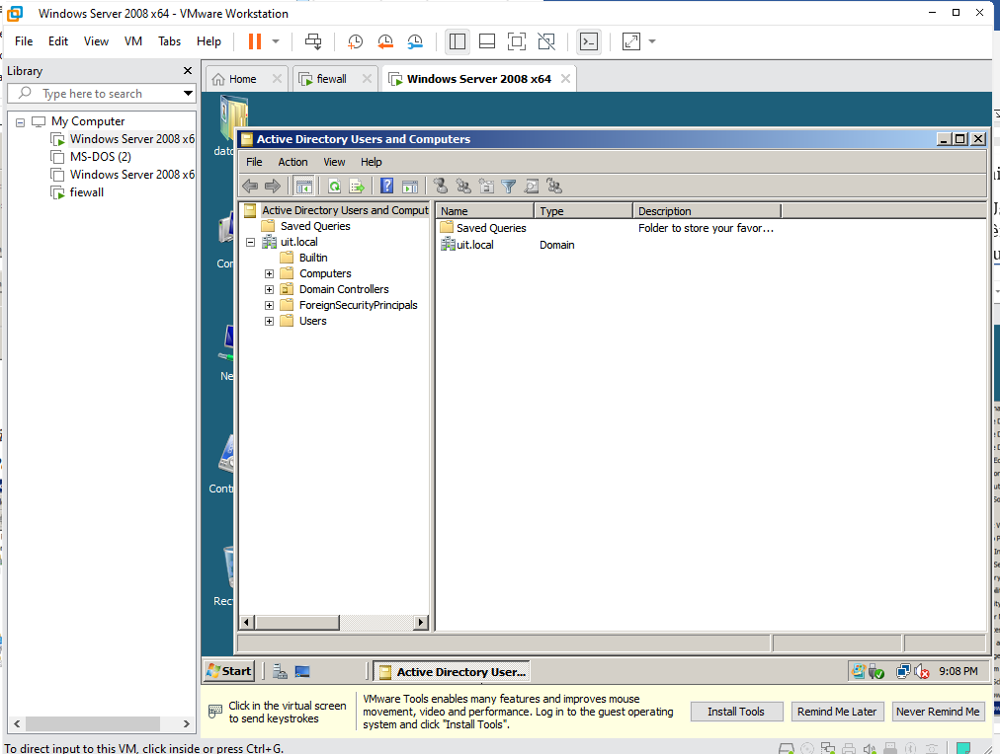 Windows Server 2008 x64 - VMware Workstation
File Edit View VM Tabs Help
Library
Type here to search
My Computer
Windows Server 2008 x6
MS-DOS (2)
Windows Server 2008 x6
fiewall
Home
fiewall
Windows Server 2008 x64
Active Directory Users and Computers
File Action View Help
Active Directory Users and Comput
Saved Queries
uit.local
Builtin
Computers
Domain Controllers
ForeignSecurityPrincipals
Users
Name Type Description
Saved Queries Folder to store your favor...
uit.local Domain
Start
Active Directory User...
9:08 PM
Click in the virtual screen
to send keystrokes
VMware Tools enables many features and improves mouse
movement, video and performance. Log in to the guest operating
system and click "Install Tools".
Install Tools
Remind Me Later
Never Remind Me
To direct input to this VM, click inside or press Ctrl+G.